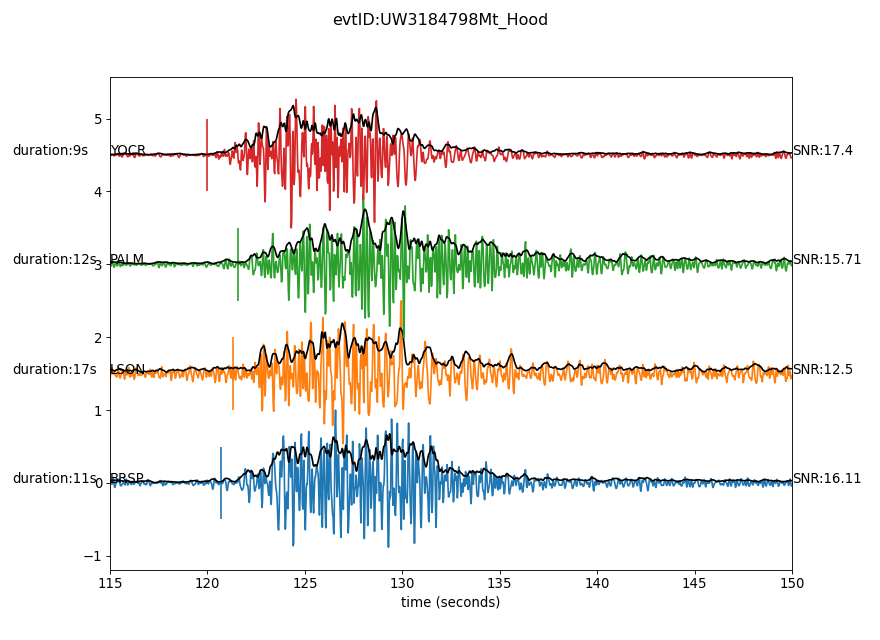 evtID:UW3184798Mt_Hood
5
duration:9s YOCR SNR:17.4
4
duration:12s PALM SNR:15.71
3
2
duration:17s LSON SNR:12.5
1
duration:11s BRSP SNR:16.11
0
−1
115 120 125 130 135 140 145 150
time (seconds)